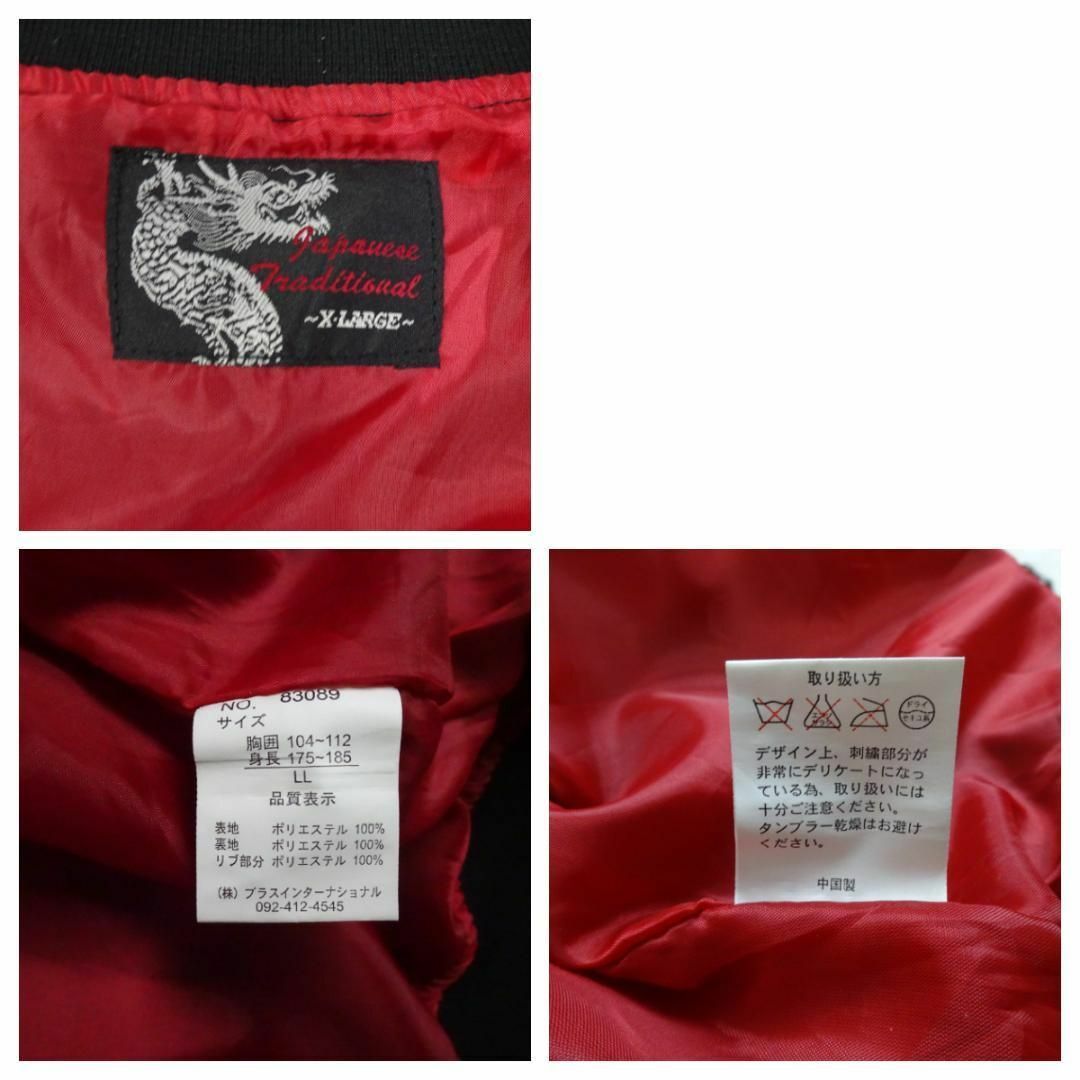 Japanese
Traditional
~X·LARGE~
NO. 83089
サイズ
胸囲 104~112
身長 175~185
LL
品質表示
表地 ポリエステル 100%
裏地 ポリエステル 100%
リブ部分 ポリエステル 100%
(株) プラスインターナショナル
092-412-4545
取り扱い方
エンソ
サラシ
ドライ
セキユ系
デザイン上、刺繍部分が
非常にデリケートになっ
ている為、取り扱いには
十分ご注意ください。
タンブラー乾燥はお避け
ください。
中国製